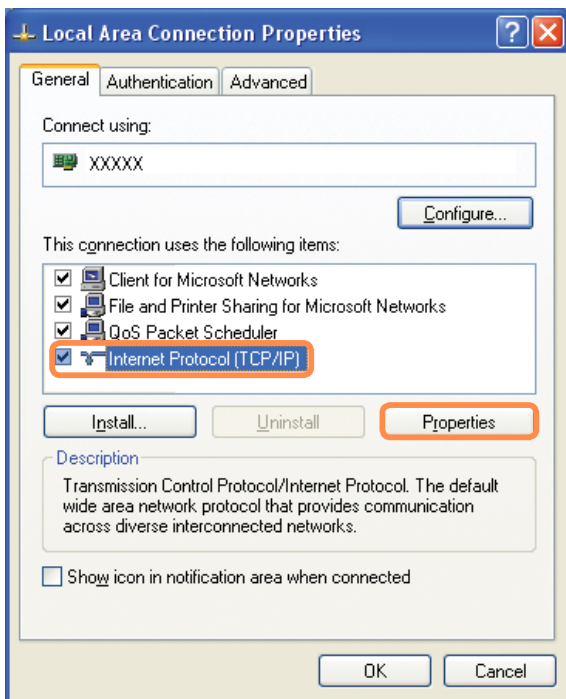 Local Area Connection Properties
?
General Authentication Advanced
Connect using:
XXXXX
Configure...
This connection uses the following items:
Client for Microsoft Networks
File and Printer Sharing for Microsoft Networks
QoS Packet Scheduler
Internet Protocol (TCP/IP)
Install... Uninstall Properties
Description
Transmission Control Protocol/Internet Protocol. The default
wide area network protocol that provides communication
across diverse interconnected networks.
Show icon in notification area when connected
OK Cancel